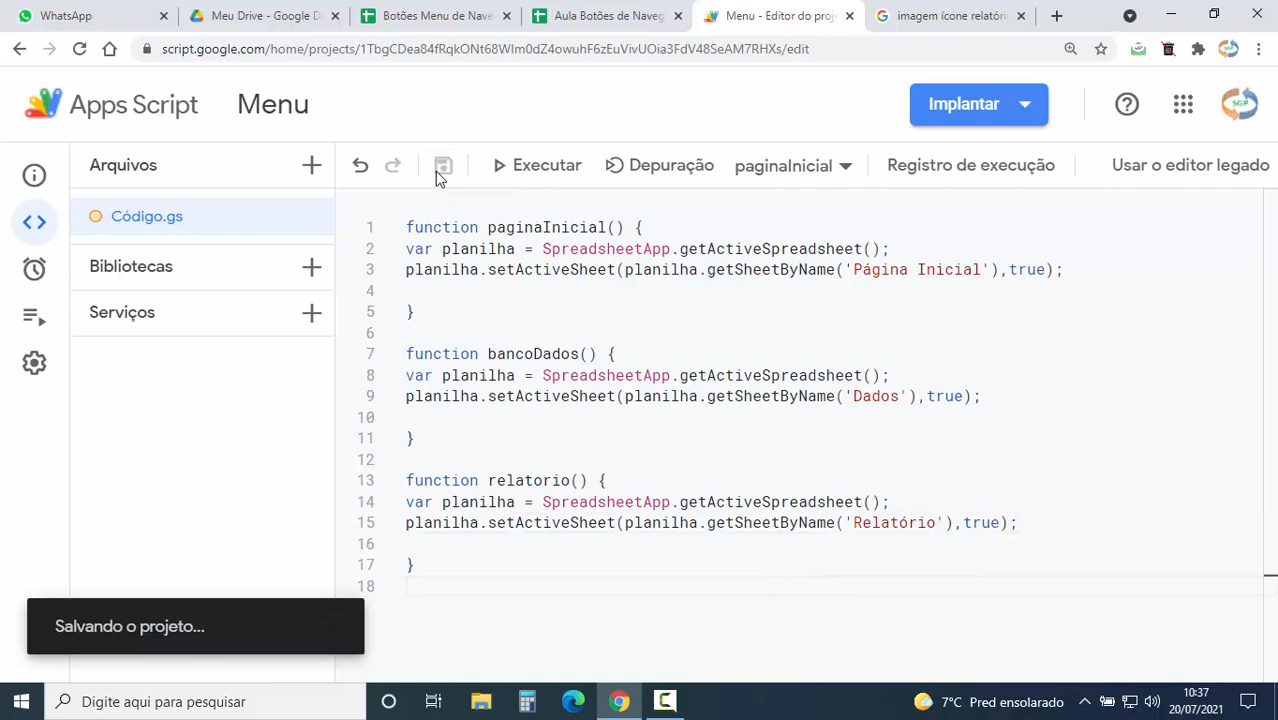 WhatsApp
Meu Drive - Google D
Botões Menu de Nave
Aula Botões de Naveg
Menu - Editor do proj
imagem ícone relatóri
script.google.com/home/projects/1TbgCDea84fRqkONt68WIm0dZ4owuhF6zEuVivUOia3FdV48SeAM7RHXs/edit
Apps Script
Menu
Implantar
SGP
Arquivos
Executar
Depuração
paginaInicial
Registro de execução
Usar o editor legado
Código.gs
Bibliotecas
Serviços
1 function paginaInicial() {
2 var planilha = SpreadsheetApp.getActiveSpreadsheet();
3 planilha.setActiveSheet(planilha.getSheetByName('Página Inicial'),true);
4
5 }
6
7 function bancoDados() {
8 var planilha = SpreadsheetApp.getActiveSpreadsheet();
9 planilha.setActiveSheet(planilha.getSheetByName('Dados'),true);
10
11 }
12
13 function relatorio() {
14 var planilha = SpreadsheetApp.getActiveSpreadsheet();
15 planilha.setActiveSheet(planilha.getSheetByName('Relatório'),true);
16
17 }
18
Salvando o projeto...
Digite aqui para pesquisar
7°C Pred ensolarado
10:37
20/07/2021